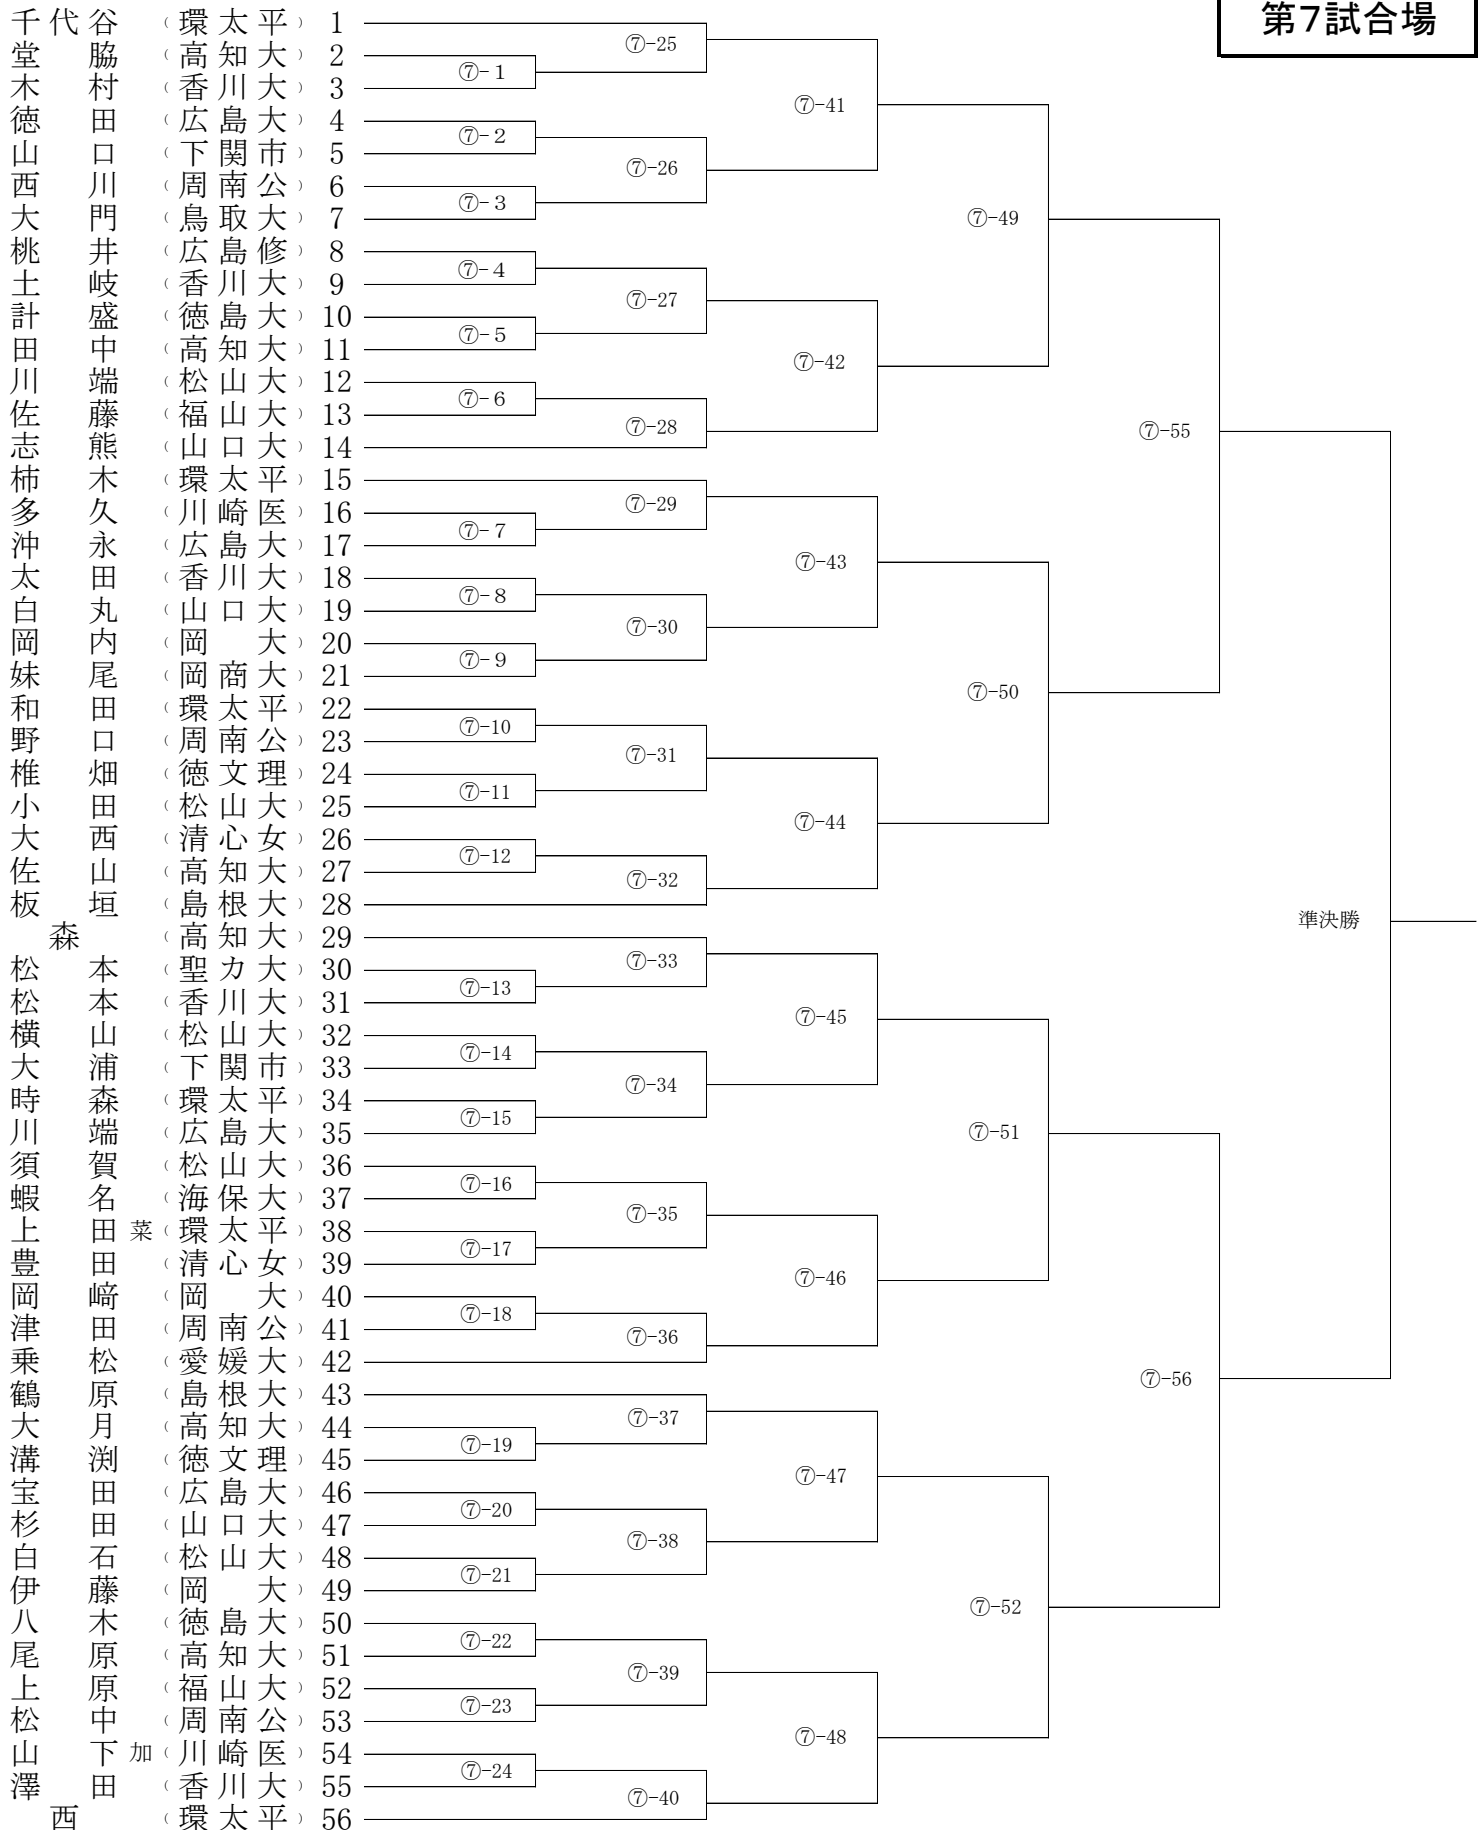 第7試合場
千代谷（環太平）1
堂脇（高知大）2
木村（香川大）3
徳田（広島大）4
山口（下関市）5
西川（周南公）6
大門（鳥取大）7
桃井（広島修）8
土岐（香川大）9
計盛（徳島大）10
田中（高知大）11
川端（松山大）12
佐藤（福山大）13
志熊（山口大）14
柿木（環太平）15
多久（川崎医）16
沖永（広島大）17
太田（香川大）18
白丸（山口大）19
岡内（岡大）20
妹尾（岡商大）21
和田（環太平）22
野口（周南公）23
椎畑（徳文理）24
小田（松山大）25
大西（清心女）26
佐山（高知大）27
板垣（島根大）28
森（高知大）29
松本（聖カ大）30
松本（香川大）31
横山（松山大）32
大浦（下関市）33
時森（環太平）34
川端（広島大）35
須賀（松山大）36
蝦名（海保大）37
上田菜（環太平）38
豊田（清心女）39
岡﨑（岡大）40
津田（周南公）41
乗松（愛媛大）42
鶴原（島根大）43
大月（高知大）44
溝渕（徳文理）45
宝田（広島大）46
杉田（山口大）47
白石（松山大）48
伊藤（岡大）49
八木（徳島大）50
尾原（高知大）51
上原（福山大）52
松中（周南公）53
山下加（川崎医）54
澤田（香川大）55
西（環太平）56
⑦-1
⑦-2
⑦-3
⑦-4
⑦-5
⑦-6
⑦-7
⑦-8
⑦-9
⑦-10
⑦-11
⑦-12
⑦-13
⑦-14
⑦-15
⑦-16
⑦-17
⑦-18
⑦-19
⑦-20
⑦-21
⑦-22
⑦-23
⑦-24
⑦-25
⑦-26
⑦-27
⑦-28
⑦-29
⑦-30
⑦-31
⑦-32
⑦-33
⑦-34
⑦-35
⑦-36
⑦-37
⑦-38
⑦-39
⑦-40
⑦-41
⑦-42
⑦-43
⑦-44
⑦-45
⑦-46
⑦-47
⑦-48
⑦-49
⑦-50
⑦-51
⑦-52
⑦-55
⑦-56
準決勝